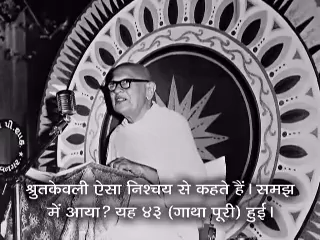 श्रुतकेवली ऐसा निश्चय से कहते हैं। समझ
में आया? यह ४३ (गाथा पूरी) हुई।